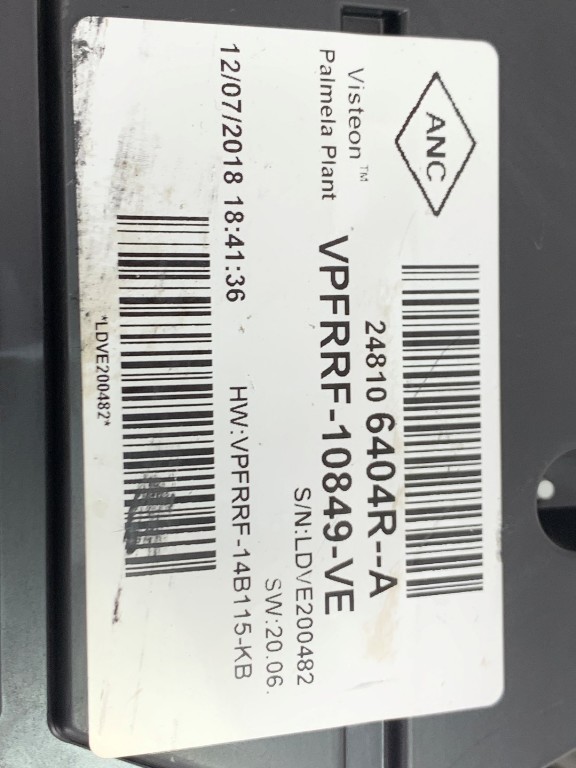 ANC
Visteon™
Palmela Plant
24810 6404R--A
VPFRRF-10849-VE
S/N:LDVE200482
SW:20.06.
12/07/2018 18:41:36
HW:VPFRRF-14B115-KB
*LDVE200482*